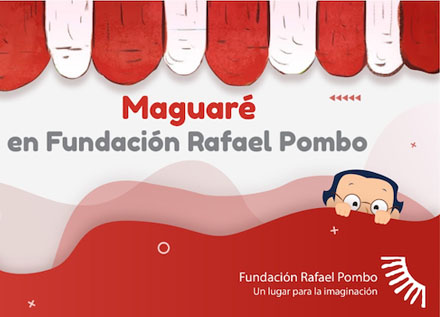 Maguaré
en Fundación Rafael Pombo
Fundación Rafael Pombo
Un lugar para la imaginación